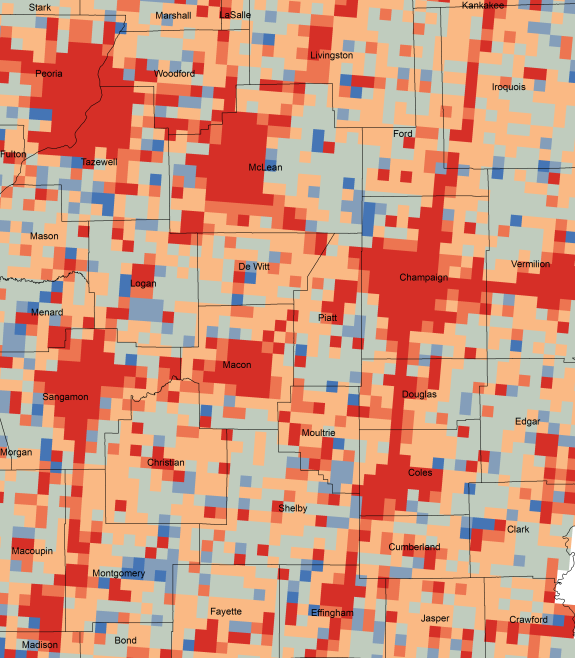 Stark
Marshall
LaSalle
Kankakee
Livingston
Peoria
Woodford
Iroquois
Ford
Fulton
Tazewell
McLean
Mason
De Witt
Vermilion
Champaign
Logan
Menard
Piatt
Macon
Sangamon
Douglas
Edgar
Moultrie
Morgan
Christian
Coles
Shelby
Clark
Macoupin
Cumberland
Montgomery
Fayette
Effingham
Jasper
Crawford
Bond
Madison